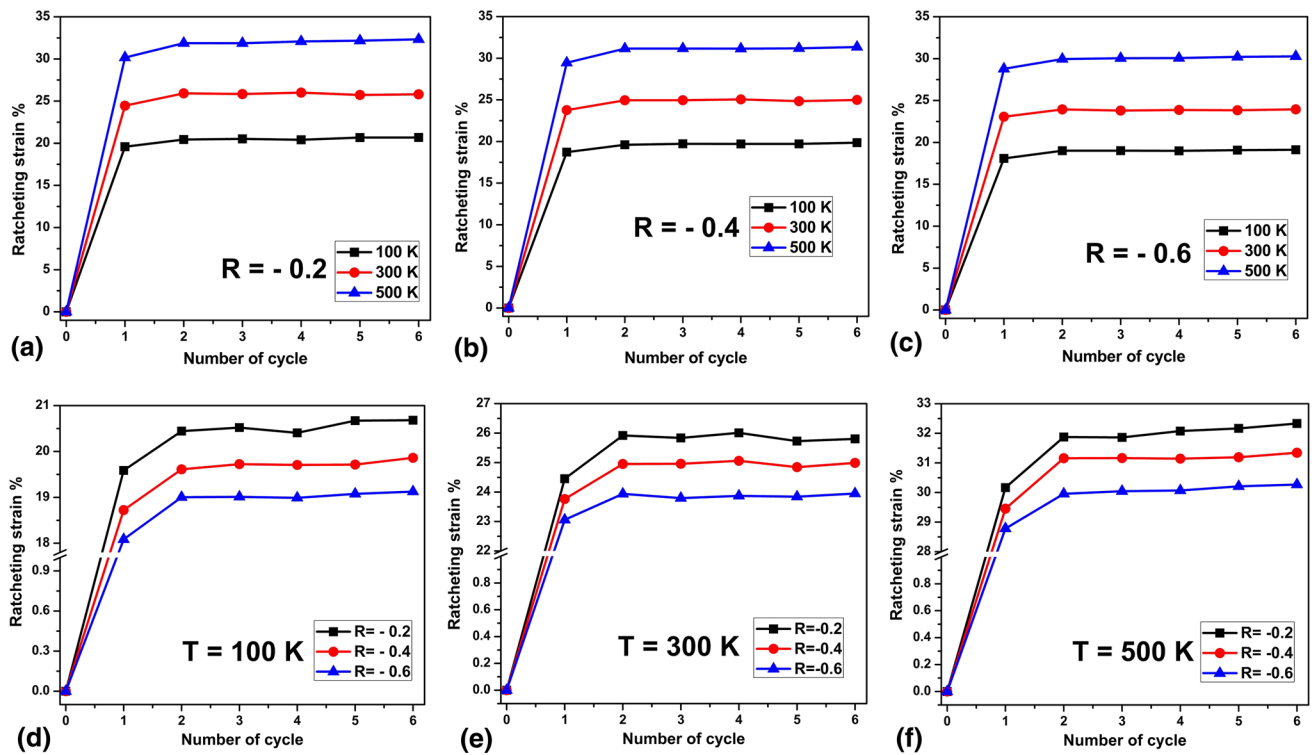 35
30
25
20
15
10
5
0
Ratcheting strain %
R = - 0.2
100 K
300 K
500 K
0 1 2 3 4 5 6
Number of cycle
(a)
35
30
25
20
15
10
5
0
Ratcheting strain %
R = - 0.4
100 K
300 K
500 K
0 1 2 3 4 5 6
Number of cycle
(b)
35
30
25
20
15
10
5
0
Ratcheting strain %
R = - 0.6
100 K
300 K
500 K
0 1 2 3 4 5 6
Number of cycle
(c)
21
20
19
18
0.9
0.6
0.3
0.0
Ratcheting strain %
T = 100 K
R= - 0.2
R= - 0.4
R= - 0.6
0 1 2 3 4 5 6
Number of cycle
(d)
27
26
25
24
23
22
0.8
0.6
0.4
0.2
0.0
Ratcheting strain %
T = 300 K
R=-0.2
R=-0.4
R=-0.6
0 1 2 3 4 5 6
Number of cycle
(e)
33
32
31
30
29
28
0.8
0.6
0.4
0.2
0.0
Ratcheting strain %
T = 500 K
R= -0.2
R= -0.4
R= -0.6
0 1 2 3 4 5 6
Number of cycle
(f)